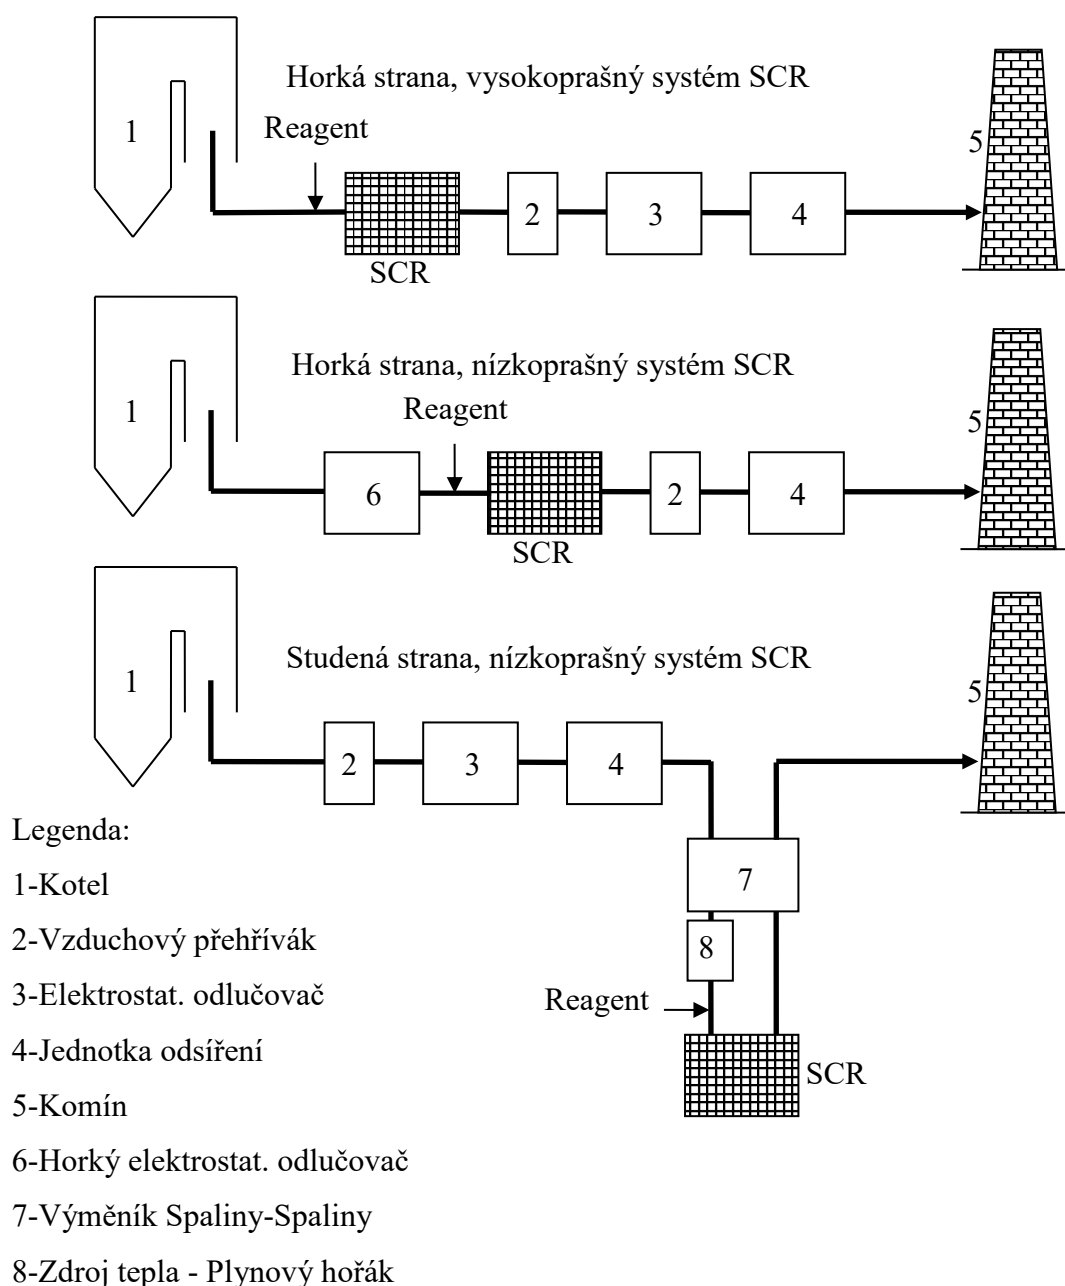 Horká strana, vysokoprašný systém SCR
Reagent
1
5
2
3
4
SCR
Horká strana, nízkoprašný systém SCR
Reagent
1
5
6
2
4
SCR
Studená strana, nízkoprašný systém SCR
1
5
2
3
4
7
8
Reagent
SCR
Legenda:
1-Kotel
2-Vzduchový přehřívák
3-Elektrostat. odlučovač
4-Jednotka odsíření
5-Komín
6-Horký elektrostat. odlučovač
7-Výměník Spaliny-Spaliny
8-Zdroj tepla - Plynový hořák